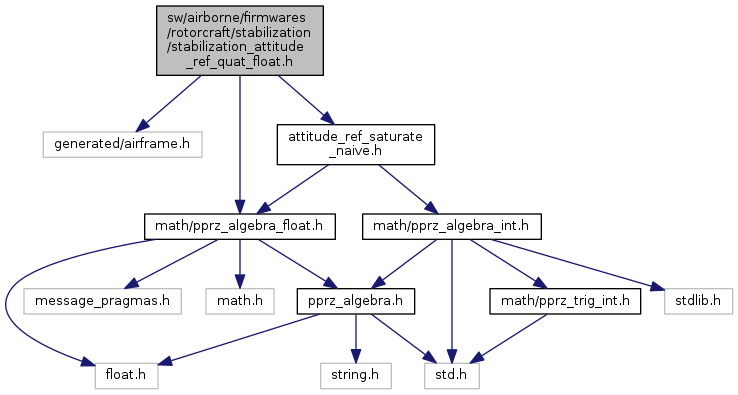 sw/airborne/firmwares
/rotorcraft/stabilization
/stabilization_attitude
_ref_quat_float.h
generated/airframe.h
attitude_ref_saturate
_naive.h
math/pprz_algebra_float.h
math/pprz_algebra_int.h
message_pragmas.h
math.h
pprz_algebra.h
math/pprz_trig_int.h
stdlib.h
float.h
string.h
std.h